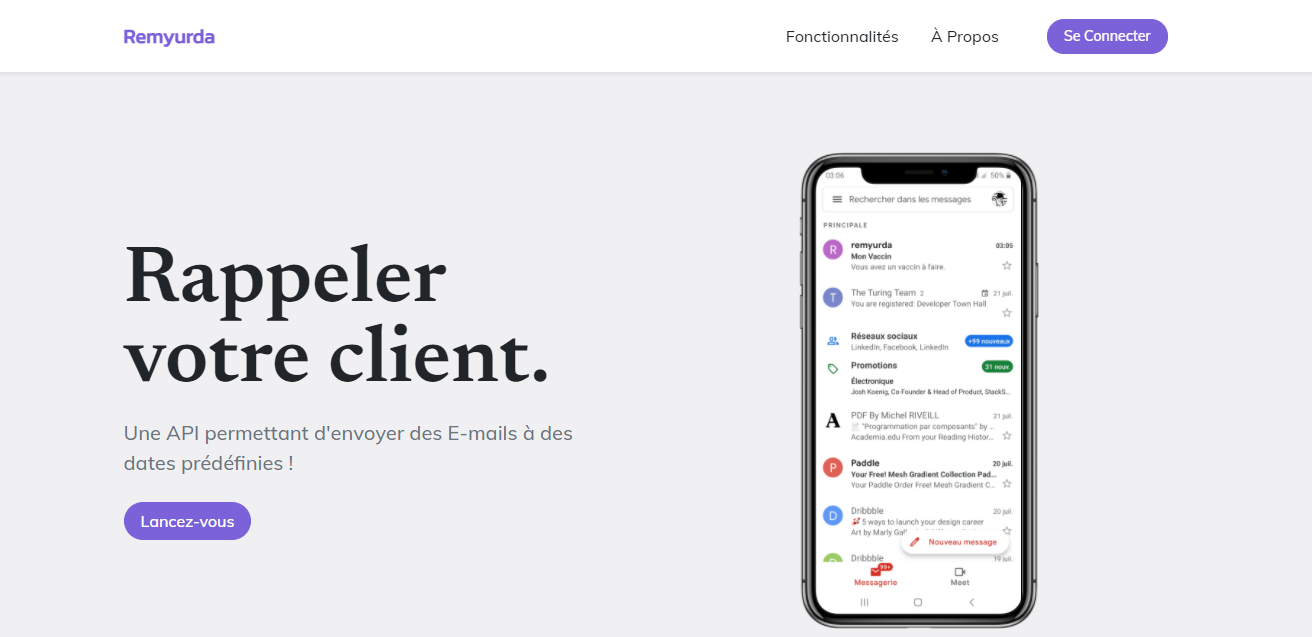 Remyurda
Fonctionnalités
À Propos
Se Connecter
Rappeler
votre client.
Une API permettant d'envoyer des E-mails à des
dates prédéfinies !
Lancez-vous
03:06
50%
Rechercher dans les messages
PRINCIPALE
R
remyurda
03:05
Mon Vaccin
Vous avez un vaccin à faire.
T
The Turing Team 2
21 juil.
You are registered: Developer Town Hall
Réseaux sociaux
+99 nouveaux
LinkedIn, Facebook, LinkedIn
Promotions
31 nouv.
Électronique
Josh Koenig, Co-Founder & Head of Product, StackS...
A
PDF By Michel RIVEILL
21 juil.
"Programmation par composants" by ...
Academia.edu From your Reading Histor...
P
Paddle
20 juil.
Your Free! Mesh Gradient Collection Pad...
Your Paddle Order Free! Mesh Gradient C...
D
Dribbble
20 juil.
5 ways to launch your design career
Art by Marly Gall
Nouveau message
Dribbble
19 juil.
99+
Messagerie
Meet